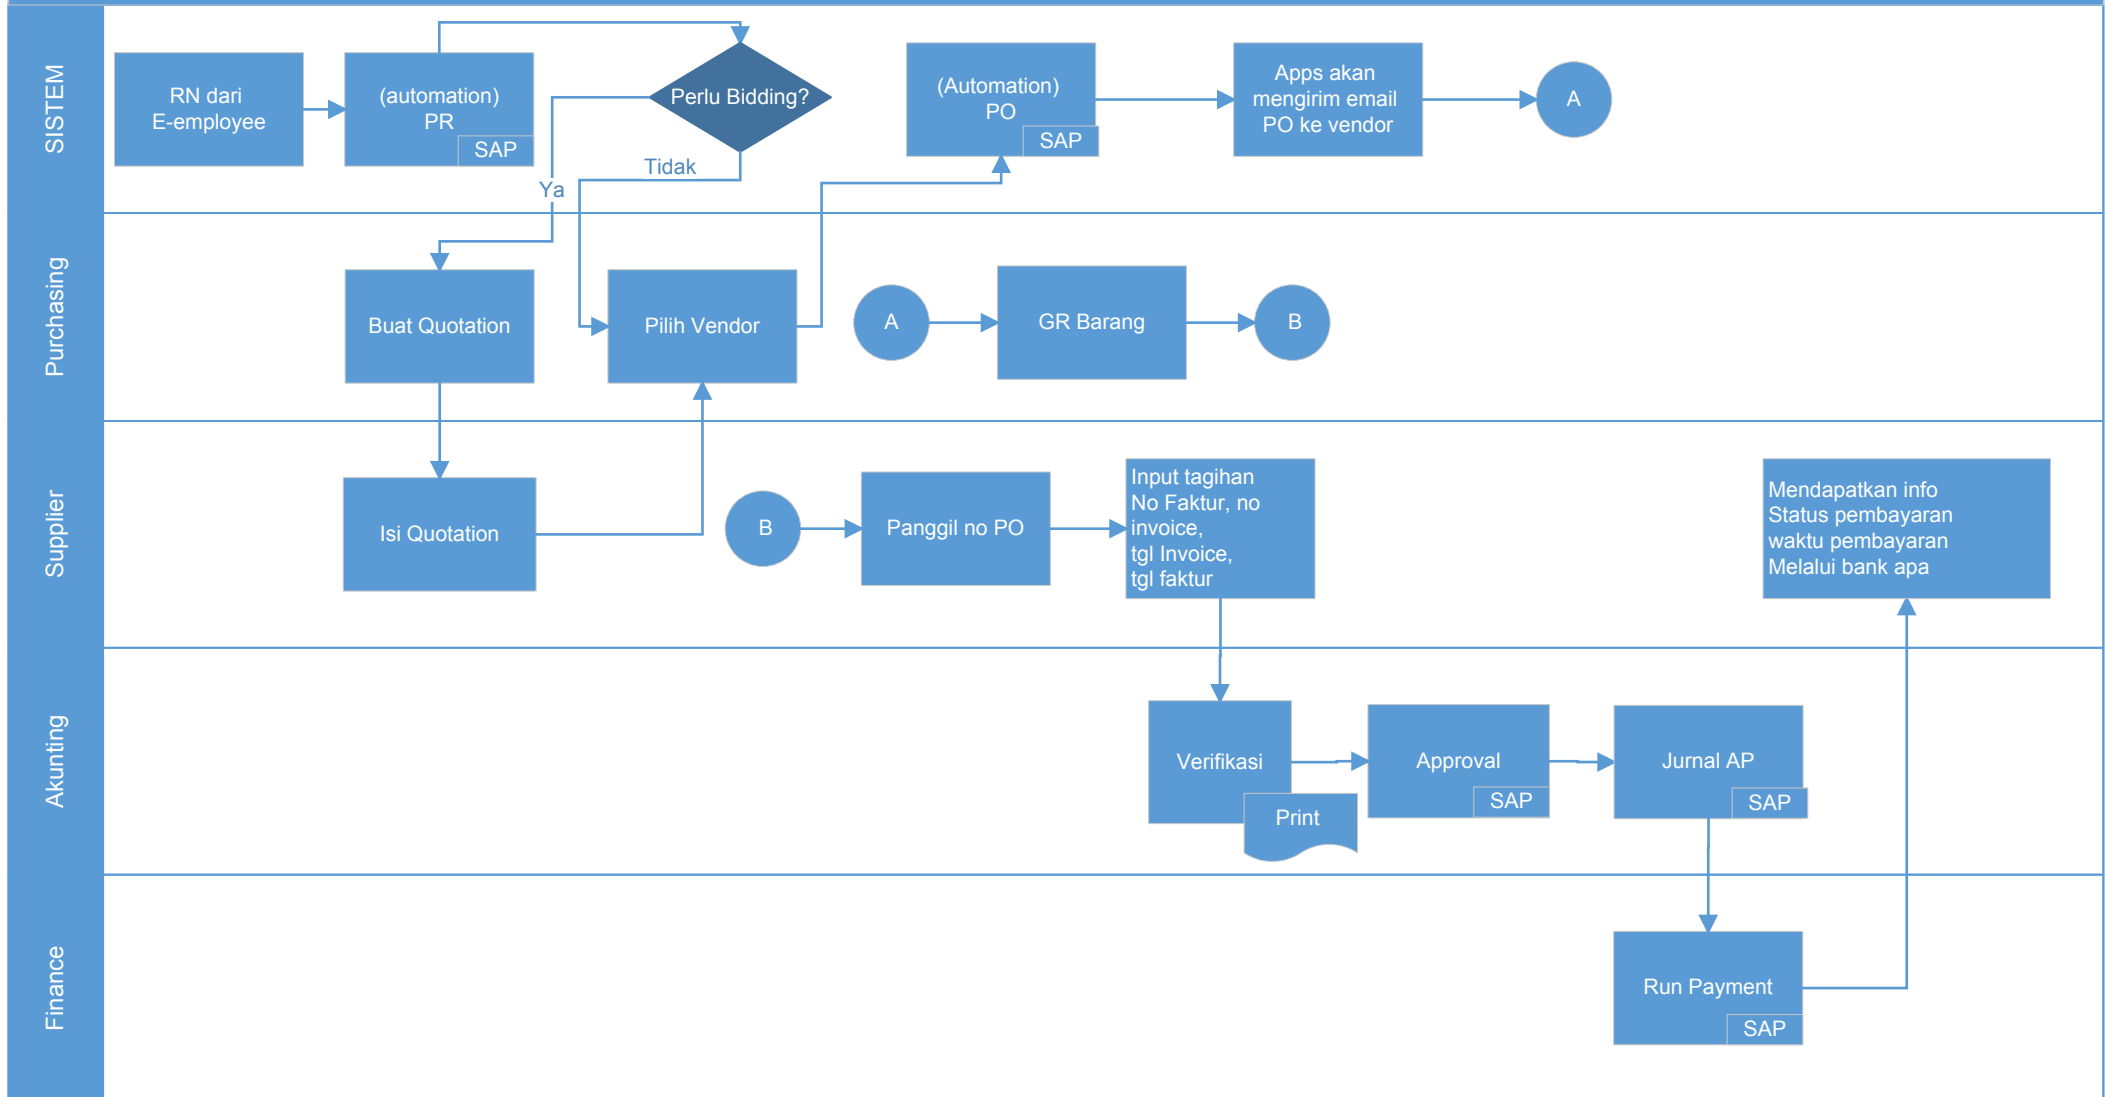 SISTEM
RN dari
E-employee
(automation)
PR
SAP
Perlu Bidding?
Ya
Tidak
(Automation)
PO
SAP
Apps akan
mengirim email
PO ke vendor
A
Purchasing
Buat Quotation
Pilih Vendor
A
GR Barang
B
Supplier
Isi Quotation
B
Panggil no PO
Input tagihan
No Faktur, no
invoice,
tgl Invoice,
tgl faktur
Mendapatkan info
Status pembayaran
waktu pembayaran
Melalui bank apa
Akunting
Verifikasi
Print
Approval
SAP
Jurnal AP
SAP
Finance
Run Payment
SAP